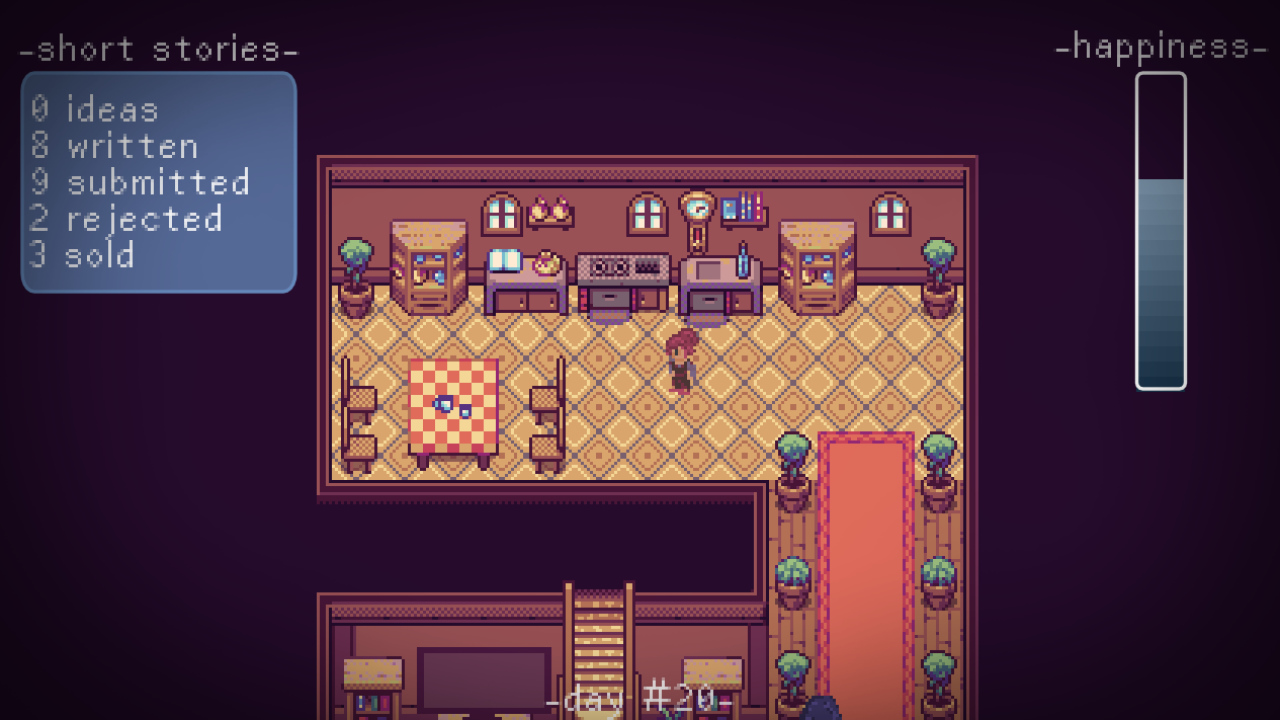 -short stories-
0 ideas
8 written
9 submitted
2 rejected
3 sold
-happiness-
-day #20-